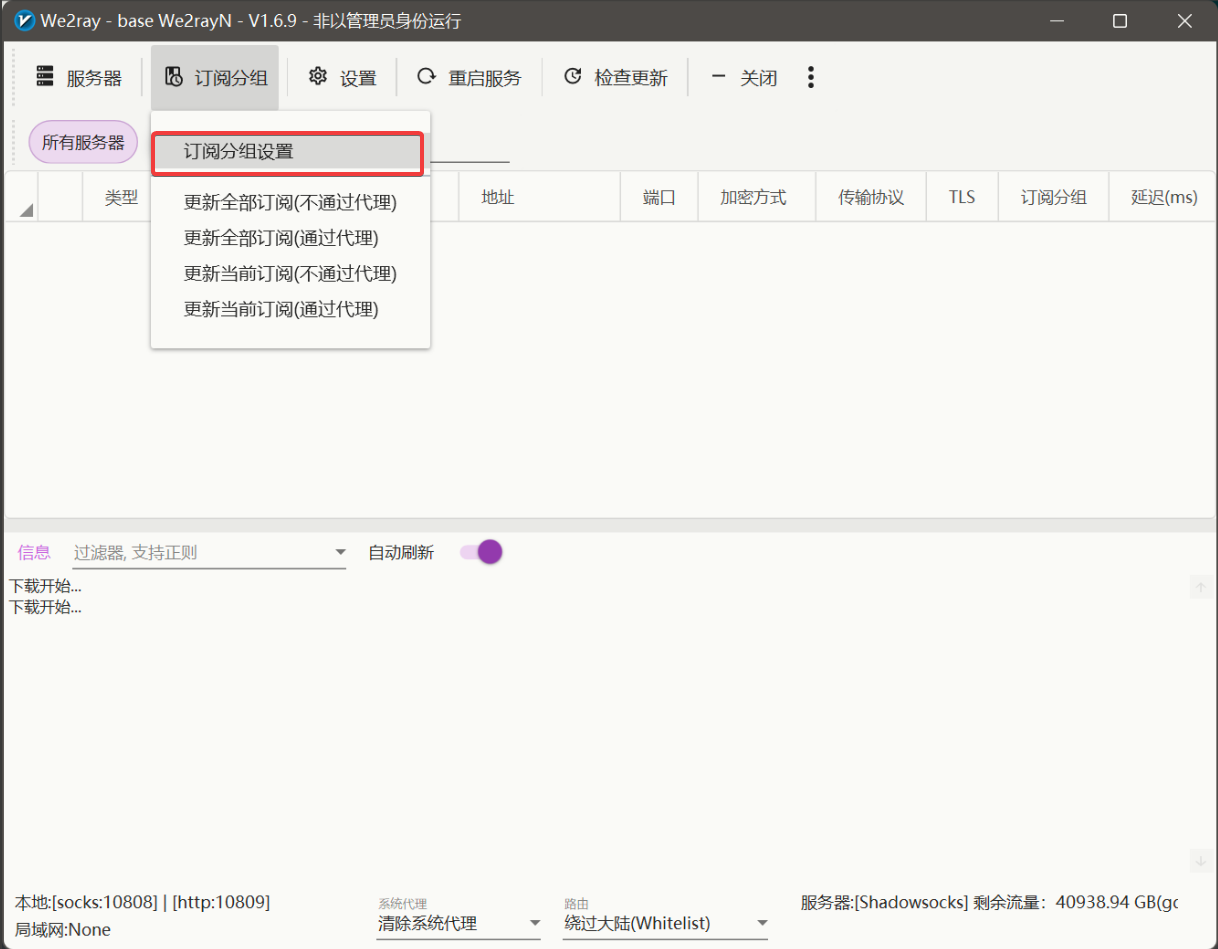 We2ray - base We2rayN - V1.6.9 - 非以管理员身份运行
服务器 订阅分组 设置 重启服务 检查更新 关闭
所有服务器
订阅分组设置
更新全部订阅(不通过代理)
更新全部订阅(通过代理)
更新当前订阅(不通过代理)
更新当前订阅(通过代理)
类型 地址 端口 加密方式 传输协议 TLS 订阅分组 延迟(ms)
信息 过滤器, 支持正则 自动刷新
下载开始...
下载开始...
本地:[socks:10808] | [http:10809]
局域网:None
系统代理
清除系统代理
路由
绕过大陆(Whitelist)
服务器:[Shadowsocks] 剩余流量：40938.94 GB(gc